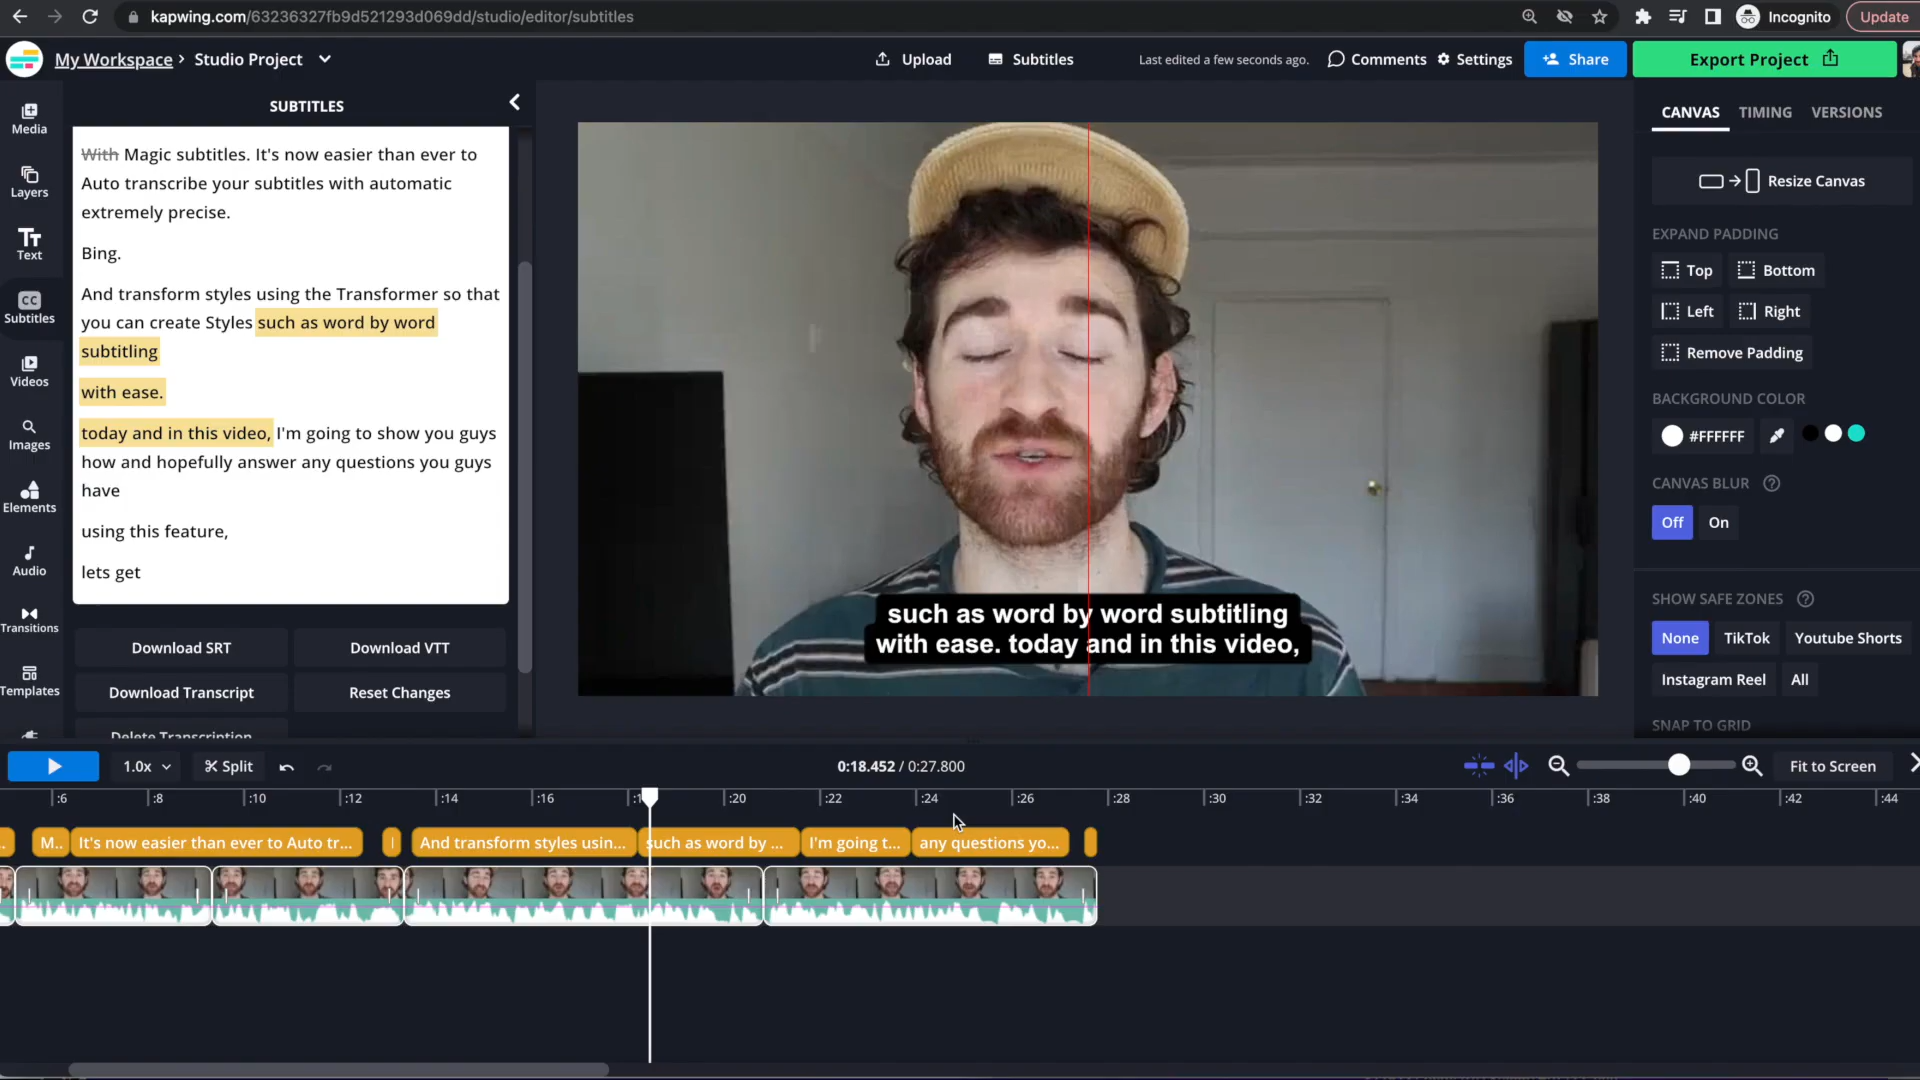 kapwing.com/63236327fb9d521293d069dd/studio/editor/subtitles
Incognito
Update
My Workspace > Studio Project
Upload
Subtitles
Last edited a few seconds ago.
Comments
Settings
Share
Export Project
Media
Layers
Text
CC
Subtitles
Videos
Images
Elements
Audio
Transitions
Templates
SUBTITLES
With Magic subtitles. It's now easier than ever to
Auto transcribe your subtitles with automatic
extremely precise.
Bing.
And transform styles using the Transformer so that
you can create Styles such as word by word
subtitling
with ease.
today and in this video, I'm going to show you guys
how and hopefully answer any questions you guys
have
using this feature,
lets get
Download SRT
Download VTT
Download Transcript
Reset Changes
Delete Transcription
such as word by word subtitling
with ease. today and in this video,
CANVAS
TIMING
VERSIONS
Resize Canvas
EXPAND PADDING
Top
Bottom
Left
Right
Remove Padding
BACKGROUND COLOR
#FFFFFF
CANVAS BLUR ?
Off
On
SHOW SAFE ZONES ?
None
TikTok
Youtube Shorts
Instagram Reel
All
SNAP TO GRID
1.0x
Split
0:18.452 / 0:27.800
Fit to Screen
:6 :8 :10 :12 :14 :16 :20 :22 :24 :26 :28 :30 :32 :34 :36 :38 :40 :42 :44
M..
It's now easier than ever to Auto tr...
And transform styles usin...
such as word by ...
I'm going t...
any questions yo...